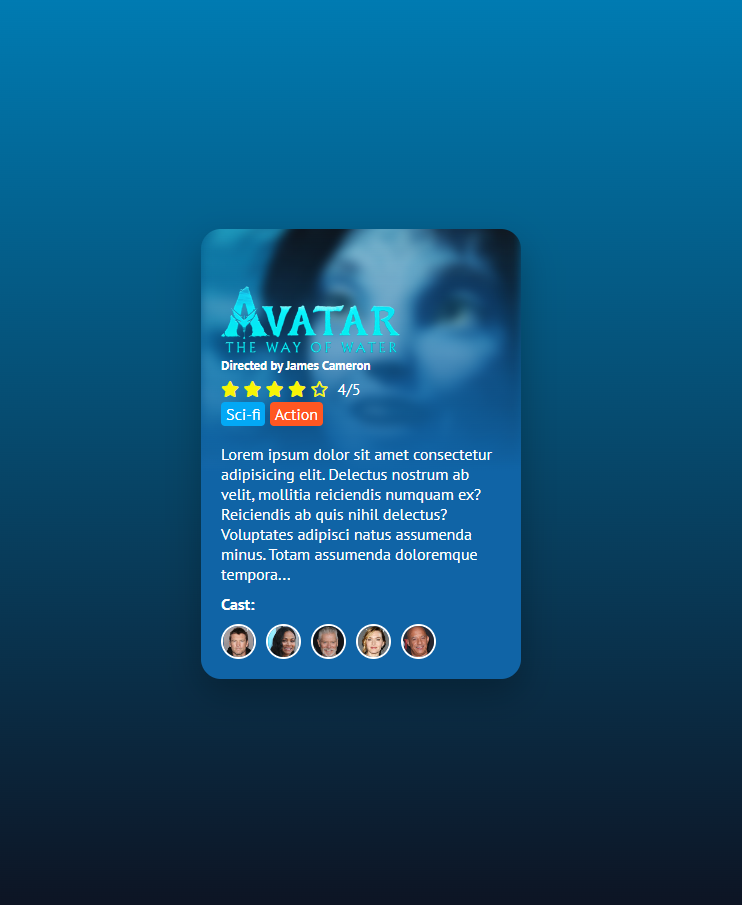 AVATAR
THE WAY OF WATER
Directed by James Cameron
4/5
Sci-fi Action
Lorem ipsum dolor sit amet consectetur
adipisicing elit. Delectus nostrum ab
velit, mollitia reiciendis numquam ex?
Reiciendis ab quis nihil delectus?
Voluptates adipisci natus assumenda
minus. Totam assumenda doloremque
tempora...
Cast: